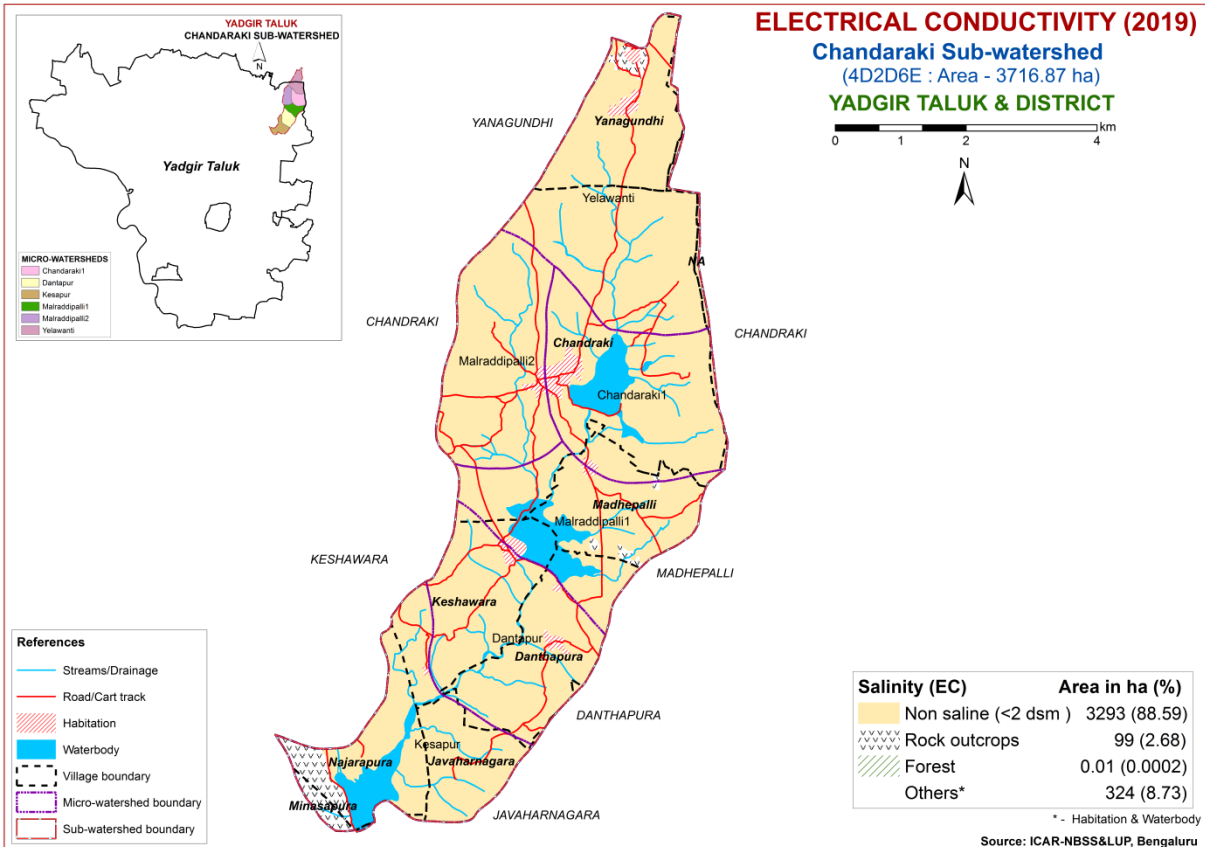 YADGIR TALUK
CHANDARAKI SUB-WATERSHED
N
Yadgir Taluk
MICRO-WATERSHEDS
Chandaraki1
Dantapur
Kesapur
Malraddipalli1
Malraddipalli2
Yelawanti
ELECTRICAL CONDUCTIVITY (2019)
Chandaraki Sub-watershed
(4D2D6E : Area - 3716.87 ha)
YADGIR TALUK & DISTRICT
km
0 1 2 4
N
YANAGUNDHI
Yanagundhi
Yelawanti
NA
CHANDRAKI
CHANDRAKI
Chandraki
Malraddipalli2
Chandaraki1
Madhepalli
Malraddipalli1
KESHAWARA
MADHEPALLI
Keshawara
Dantapur
Danthapura
DANTHAPURA
Kesapur
Najarapura
Javaharnagara
Minasapura
JAVAHARNAGARA
References
Streams/Drainage
Road/Cart track
Habitation
Waterbody
Village boundary
Micro-watershed boundary
Sub-watershed boundary
Salinity (EC) Area in ha (%)
Non saline (<2 dsm ) 3293 (88.59)
Rock outcrops 99 (2.68)
Forest 0.01 (0.0002)
Others* 324 (8.73)
* - Habitation & Waterbody
Source: ICAR-NBSS&LUP, Bengaluru